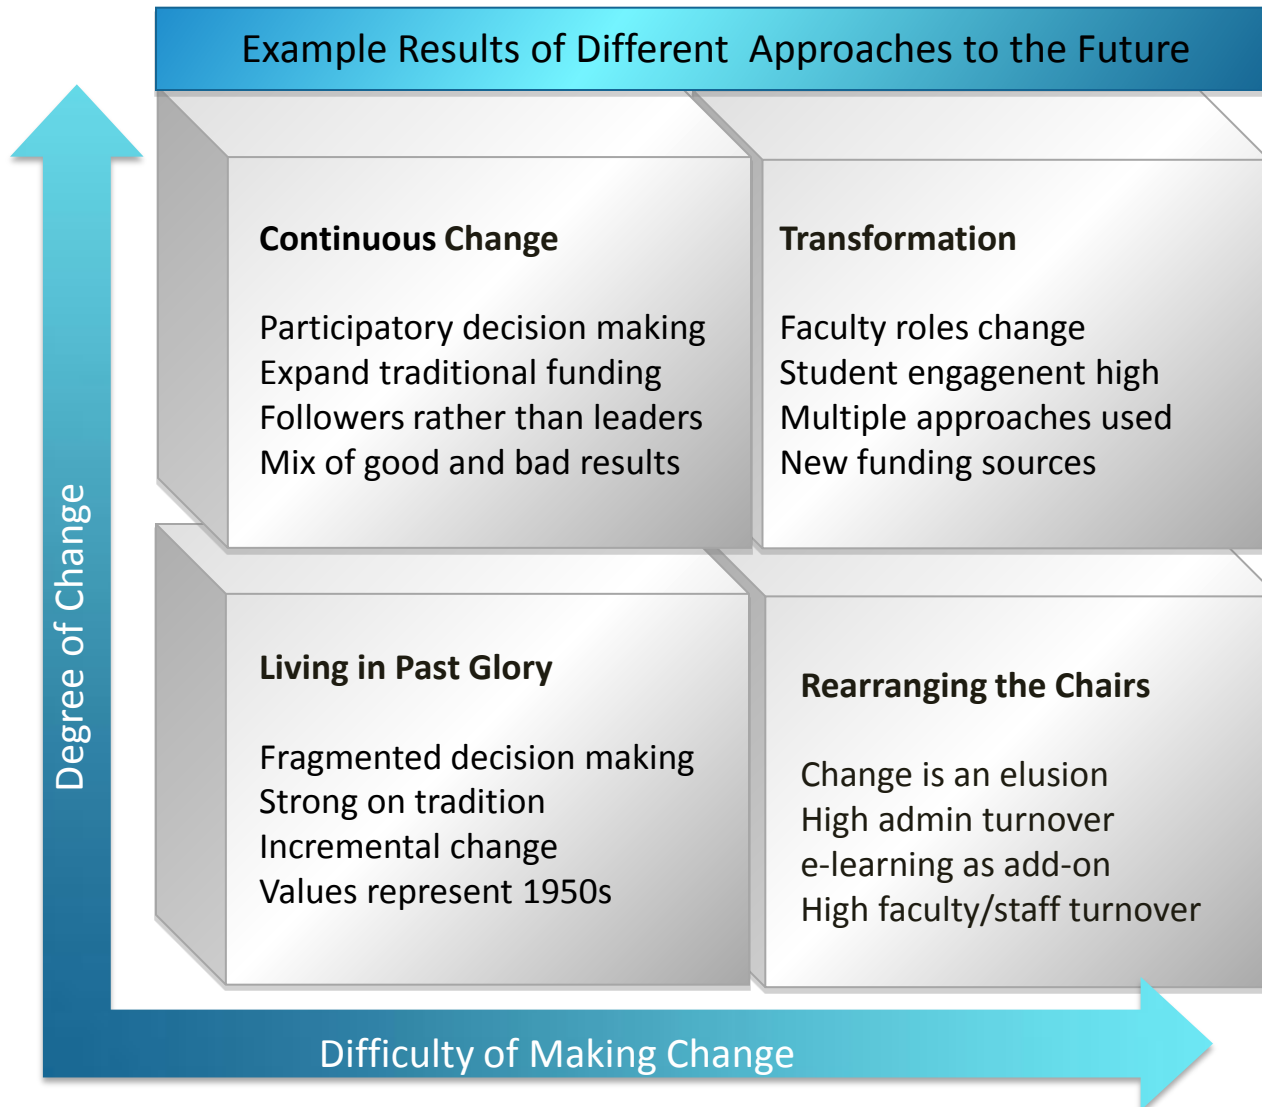 Example Results of Different  Approaches to the Future
Continuous Change
Participatory decision making
Expand traditional funding
Followers rather than leaders
Mix of good and bad results
Transformation
Faculty roles change
Student engagenent high
Multiple approaches used
New funding sources
Degree of Change
Living in Past Glory
Fragmented decision making
Strong on tradition
Incremental change
Values represent 1950s
Rearranging the Chairs
Change is an elusion
High admin turnover
e-learning as add-on
High faculty/staff turnover
Difficulty of Making Change